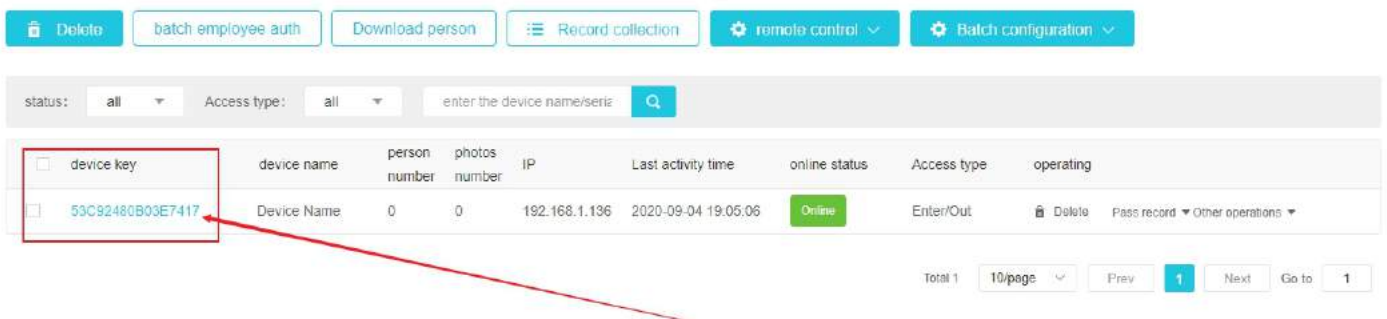 Delete batch employee auth Download person Record collection remote control Batch configuration
status: all Access type: all enter the device name/seria
device key device name person number photos number IP Last activity time online status Access type operating
53C92480B03E7417 Device Name 0 0 192.168.1.136 2020-09-04 19:05:06 Online Enter/Out Delete Pass record Other operations
Total 1 10/page Prev 1 Next Go to 1